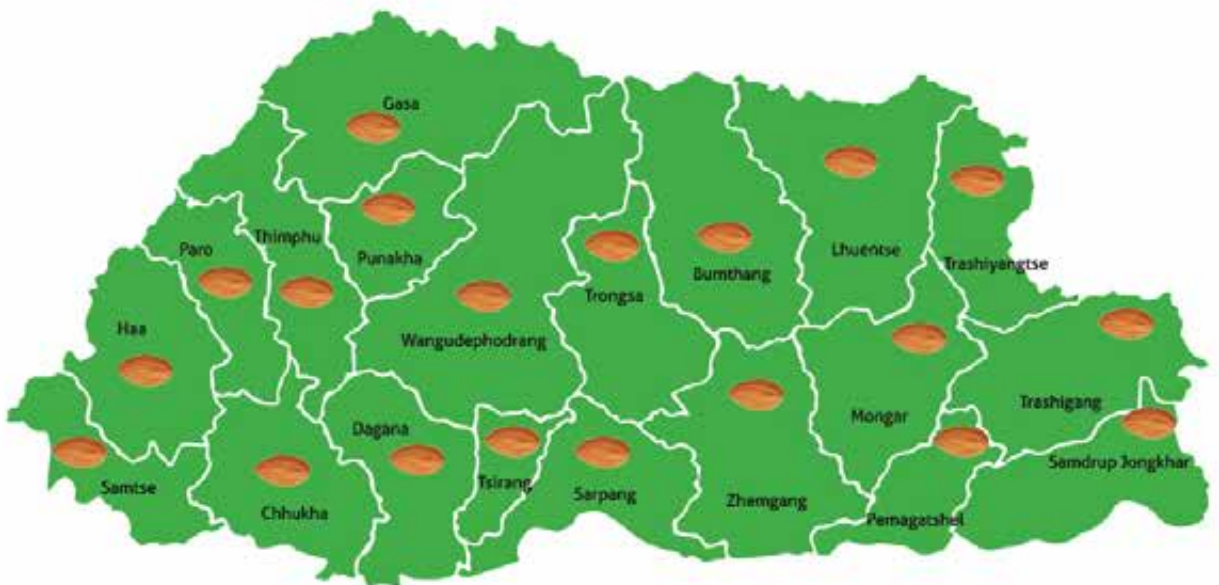 Gasa
Thimphu
Paro
Punakha
Haa
Wangudephodrang
Trongsa
Bumthang
Lhuentse
Trashiyangtse
Mongar
Trashigang
Samdrup Jongkhar
Dagana
Tsirang
Samtse
Chhukha
Sarpang
Zhemgang
Pemagatshel